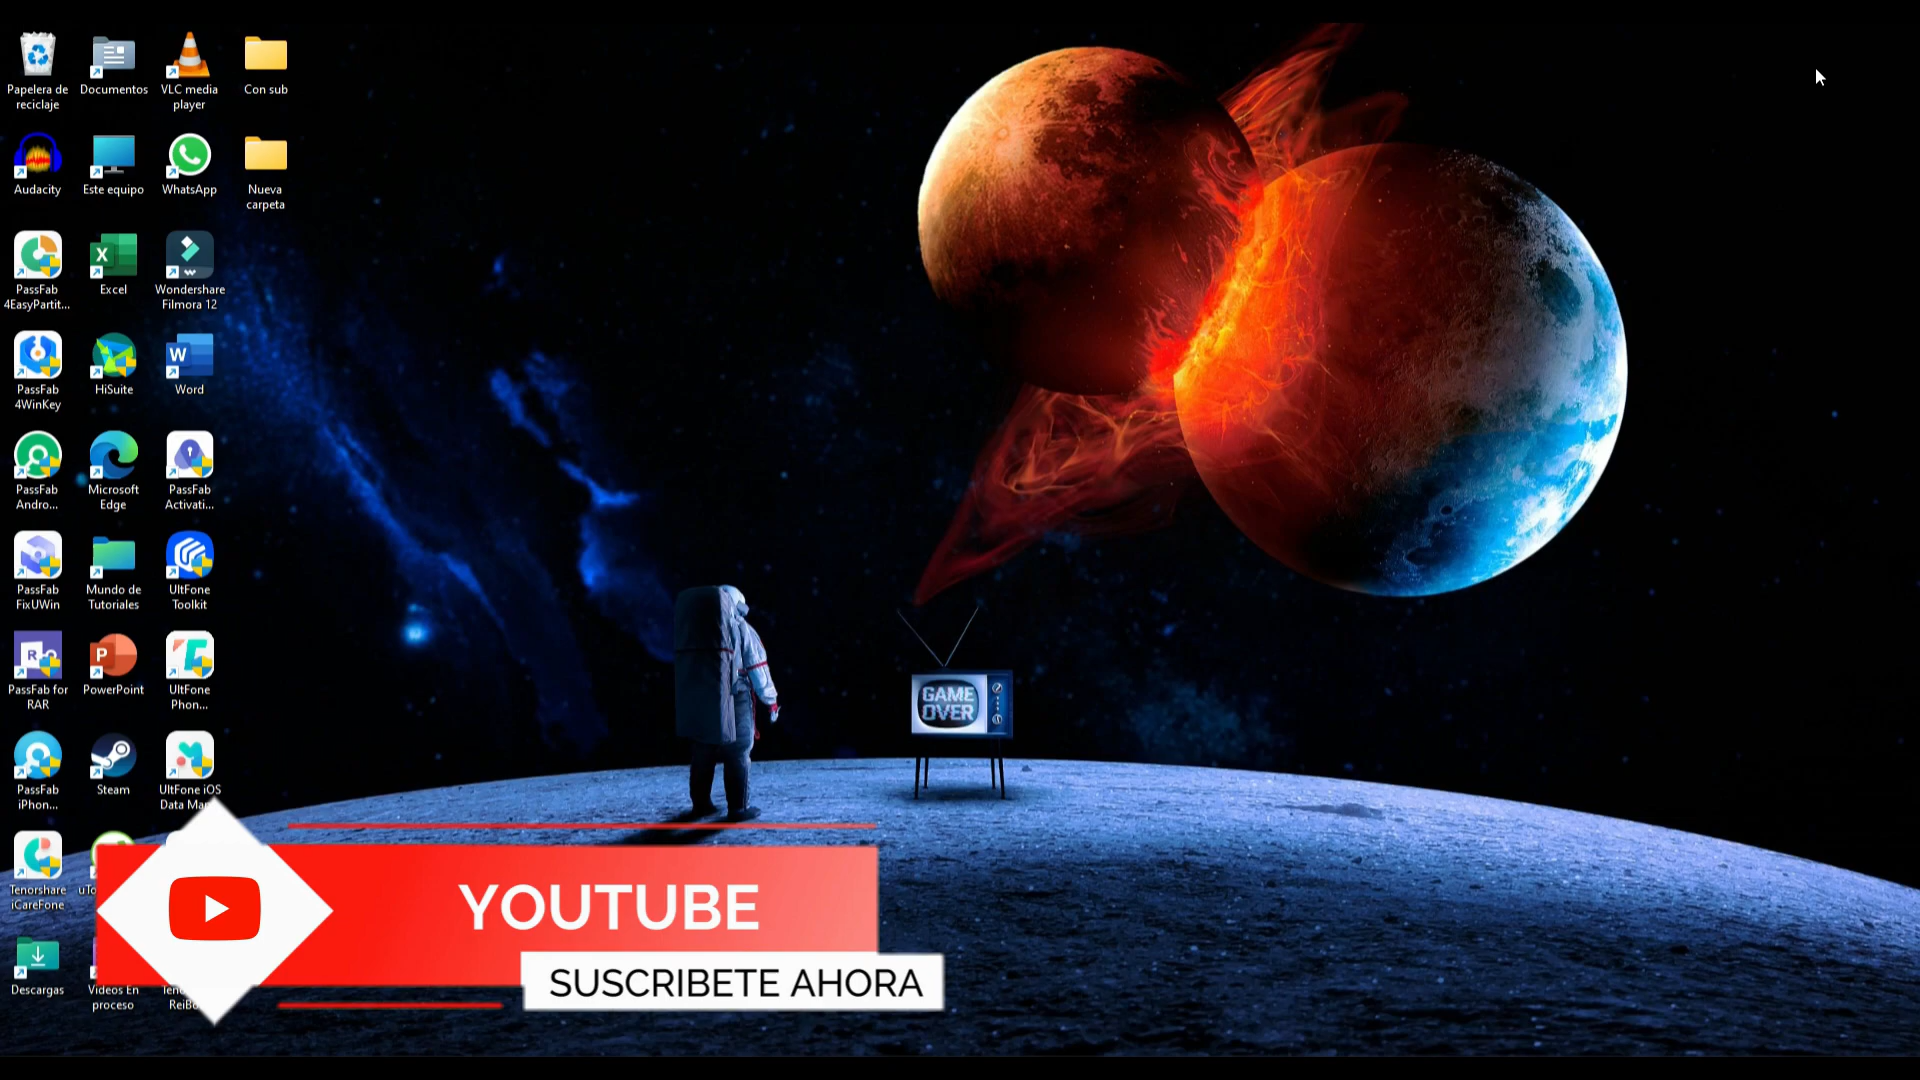 Papelera de
reciclaje
Documentos
VLC media
player
Con sub
Audacity
Este equipo
WhatsApp
Nueva
carpeta
PassFab
4EasyPartit...
Excel
Wondershare
Filmora 12
PassFab
4WinKey
HiSuite
Word
PassFab
Andro...
Microsoft
Edge
PassFab
Activati...
PassFab
FixUWin
Mundo de
Tutoriales
UltFone
Toolkit
PassFab for
RAR
PowerPoint
UltFone
Phon...
PassFab
iPhon...
Steam
UltFone iOS
Data
GAME
OVER
Tenorshare
iCareFone
YOUTUBE
SUSCRIBETE AHORA
Descargas
Videos En
proceso